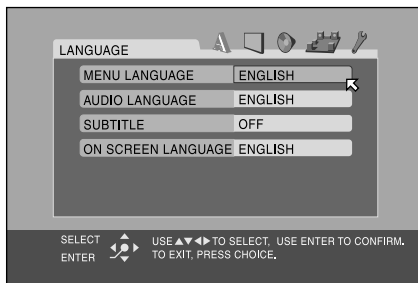 LANGUAGE
MENU LANGUAGE ENGLISH
AUDIO LANGUAGE ENGLISH
SUBTITLE OFF
ON SCREEN LANGUAGE ENGLISH
SELECT USE ▲▼◀▶ TO SELECT, USE ENTER TO CONFIRM.
ENTER TO EXIT, PRESS CHOICE.